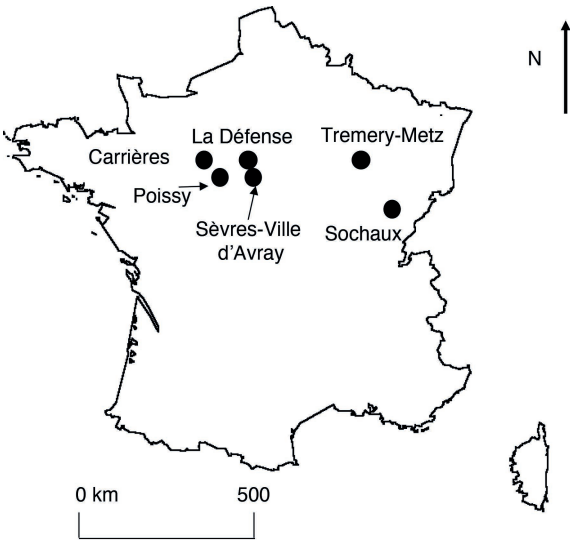 N
La Défense
Tremery-Metz
Carrières
Poissy
Sèvres-Ville
d'Avray
Sochaux
0 km 500